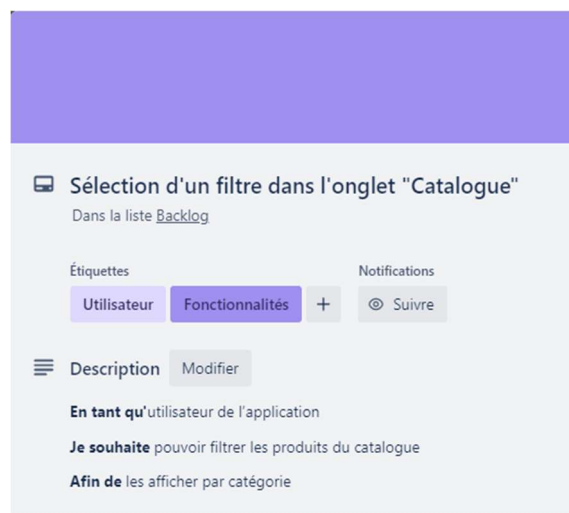 Sélection d'un filtre dans l'onglet "Catalogue"
Dans la liste Backlog
Étiquettes
Notifications
Utilisateur
Fonctionnalités
+
Suivre
Description
Modifier
En tant qu'utilisateur de l'application
Je souhaite pouvoir filtrer les produits du catalogue
Afin de les afficher par catégorie